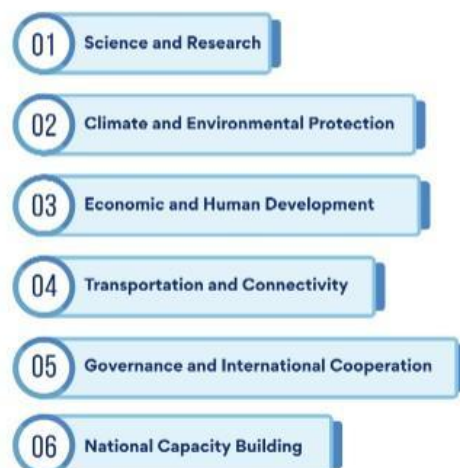 01 Science and Research
02 Climate and Environmental Protection
03 Economic and Human Development
04 Transportation and Connectivity
05 Governance and International Cooperation
06 National Capacity Building